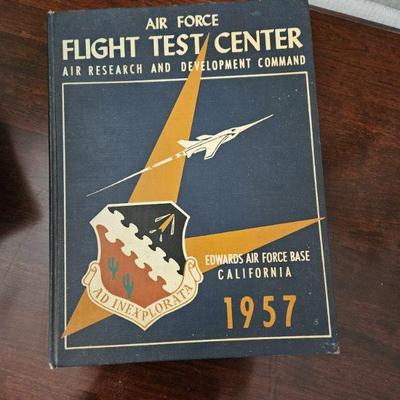 AIR FORCE
FLIGHT TEST CENTER
AIR RESEARCH AND DEVELOPMENT COMMAND
EDWARDS AIR FORCE BASE
CALIFORNIA
AD INEXPLORATA
1957